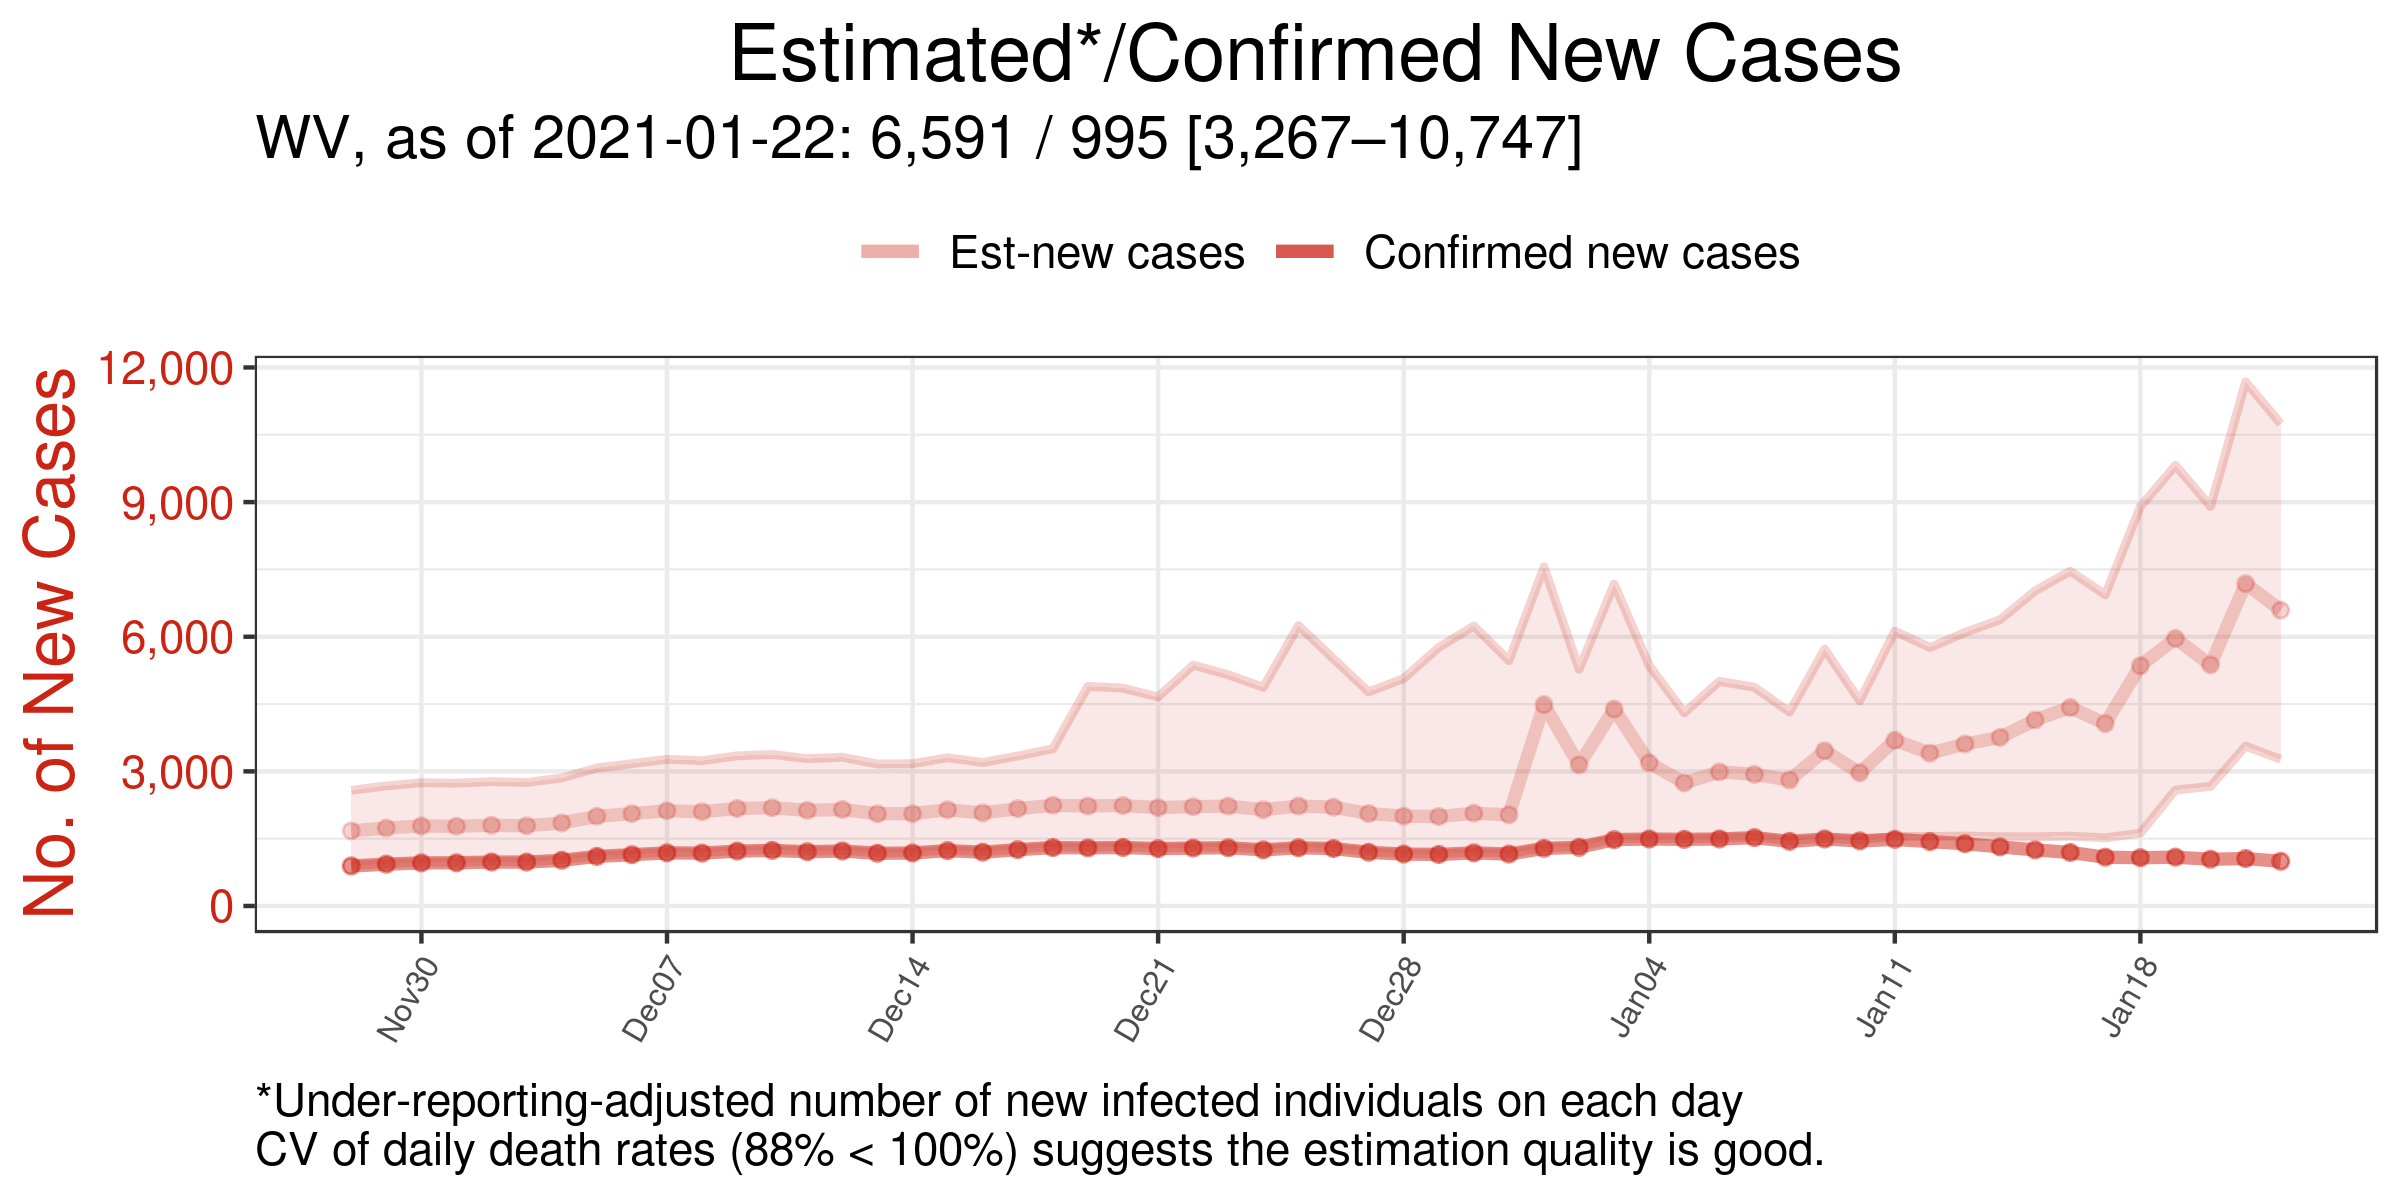 Estimated*/Confirmed New Cases
WV, as of 2021-01-22: 6,591 / 995 [3,267–10,747]
Est-new cases
Confirmed new cases
No. of New Cases
12,000
9,000
6,000
3,000
0
Nov30
Dec07
Dec14
Dec21
Dec28
Jan04
Jan11
Jan18
*Under-reporting-adjusted number of new infected individuals on each day
CV of daily death rates (88% < 100%) suggests the estimation quality is good.